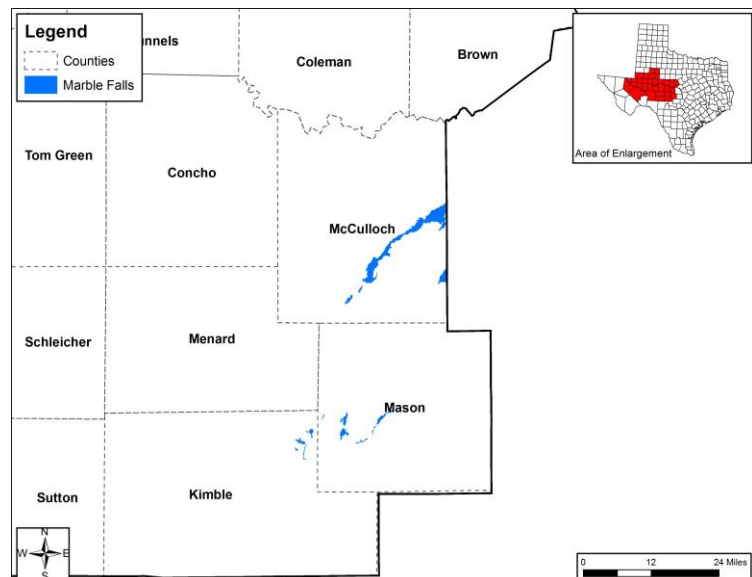 Legend
Counties
Marble Falls
unnels
Coleman
Brown
Tom Green
Concho
McCulloch
Area of Enlargement
Schleicher
Menard
Mason
Sutton
Kimble
N
W E
S
0 12 24 Miles